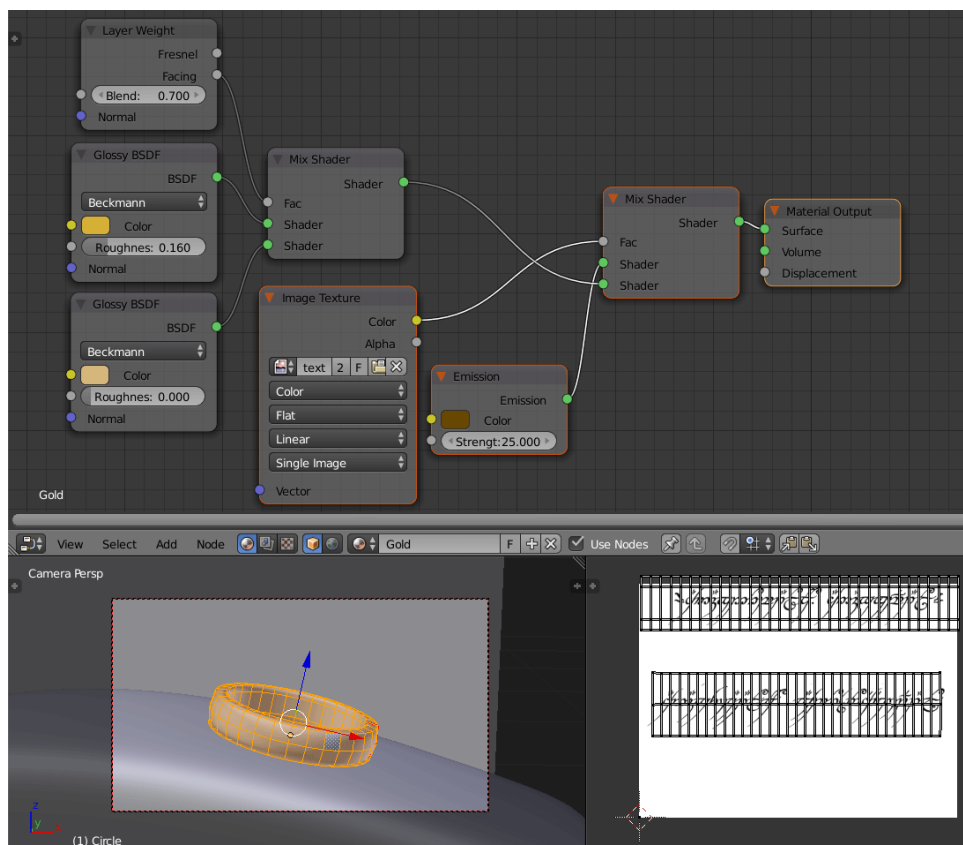 Layer Weight
Fresnel
Facing
Blend: 0.700
Normal
Glossy BSDF
BSDF
Beckmann
Color
Roughnes: 0.160
Normal
Glossy BSDF
BSDF
Beckmann
Color
Roughnes: 0.000
Normal
Mix Shader
Shader
Fac
Shader
Shader
Image Texture
Color
Alpha
text 2 F
Color
Flat
Linear
Single Image
Vector
Emission
Emission
Color
Strengt:25.000
Mix Shader
Shader
Fac
Shader
Shader
Material Output
Surface
Volume
Displacement
Gold
View Select Add Node Gold F Use Nodes
Camera Persp
z
y
x
(1) Circle